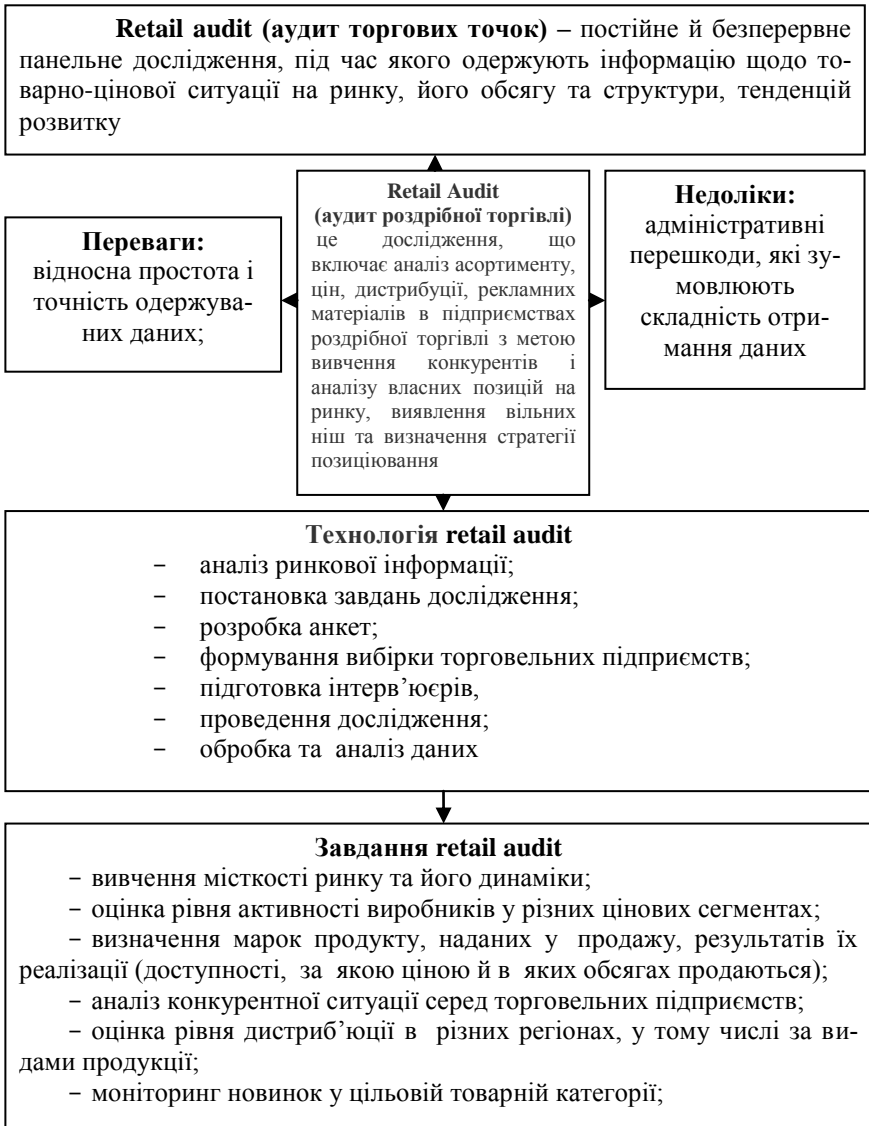 Retail audit (аудит торгових точок) – постійне й безперервне
панельне дослідження, під час якого одержують інформацію щодо то-
варно-цінової ситуації на ринку, його обсягу та структури, тенденцій
розвитку
Переваги:
відносна простота і
точність одержува-
них даних;
Retail Audit
(аудит роздрібної торгівлі)
це дослідження, що
включає аналіз асортименту,
цін, дистрибуції, рекламних
матеріалів в підприємствах
роздрібної торгівлі з метою
вивчення конкурентів і
аналізу власних позицій на
ринку, виявлення вільних
ніш та визначення стратегії
позиціювання
Недоліки:
адміністративні
перешкоди, які зу-
мовлюють
складність отри-
мання даних
Технологія retail audit
- аналіз ринкової інформації;
- постановка завдань дослідження;
- розробка анкет;
- формування вибірки торговельних підприємств;
- підготовка інтерв’юєрів,
- проведення дослідження;
- обробка та аналіз даних
Завдання retail audit
– вивчення місткості ринку та його динаміки;
– оцінка рівня активності виробників у різних цінових сегментах;
– визначення марок продукту, наданих у продажу, результатів їх
реалізації (доступності, за якою ціною й в яких обсягах продаються);
– аналіз конкурентної ситуації серед торговельних підприємств;
– оцінка рівня дистриб’юції в різних регіонах, у тому числі за ви-
дами продукції;
– моніторинг новинок у цільовій товарній категорії;